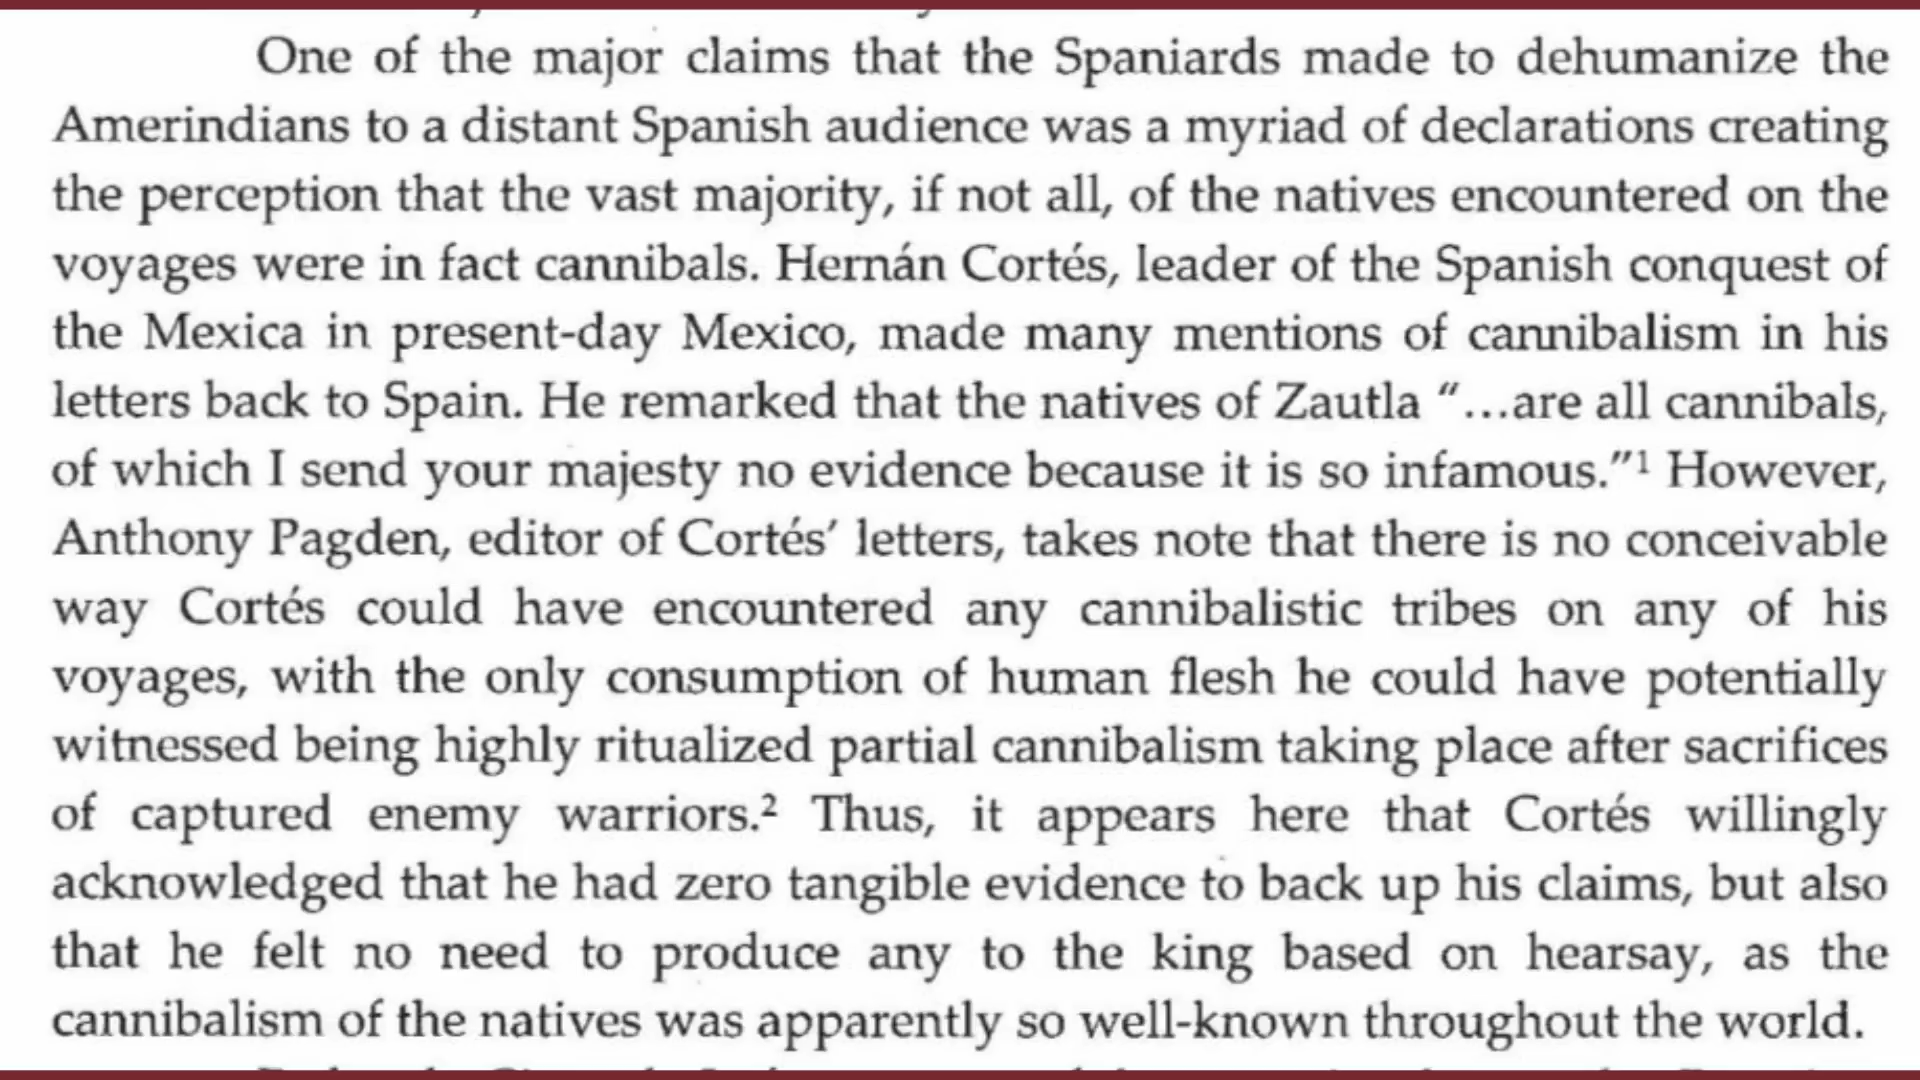 One of the major claims that the Spaniards made to dehumanize the
Amerindians to a distant Spanish audience was a myriad of declarations creating
the perception that the vast majority, if not all, of the natives encountered on the
voyages were in fact cannibals. Hernán Cortés, leader of the Spanish conquest of
the Mexica in present-day Mexico, made many mentions of cannibalism in his
letters back to Spain. He remarked that the natives of Zautla “…are all cannibals,
of which I send your majesty no evidence because it is so infamous.”¹ However,
Anthony Pagden, editor of Cortés’ letters, takes note that there is no conceivable
way Cortés could have encountered any cannibalistic tribes on any of his
voyages, with the only consumption of human flesh he could have potentially
witnessed being highly ritualized partial cannibalism taking place after sacrifices
of captured enemy warriors.² Thus, it appears here that Cortés willingly
acknowledged that he had zero tangible evidence to back up his claims, but also
that he felt no need to produce any to the king based on hearsay, as the
cannibalism of the natives was apparently so well-known throughout the world.